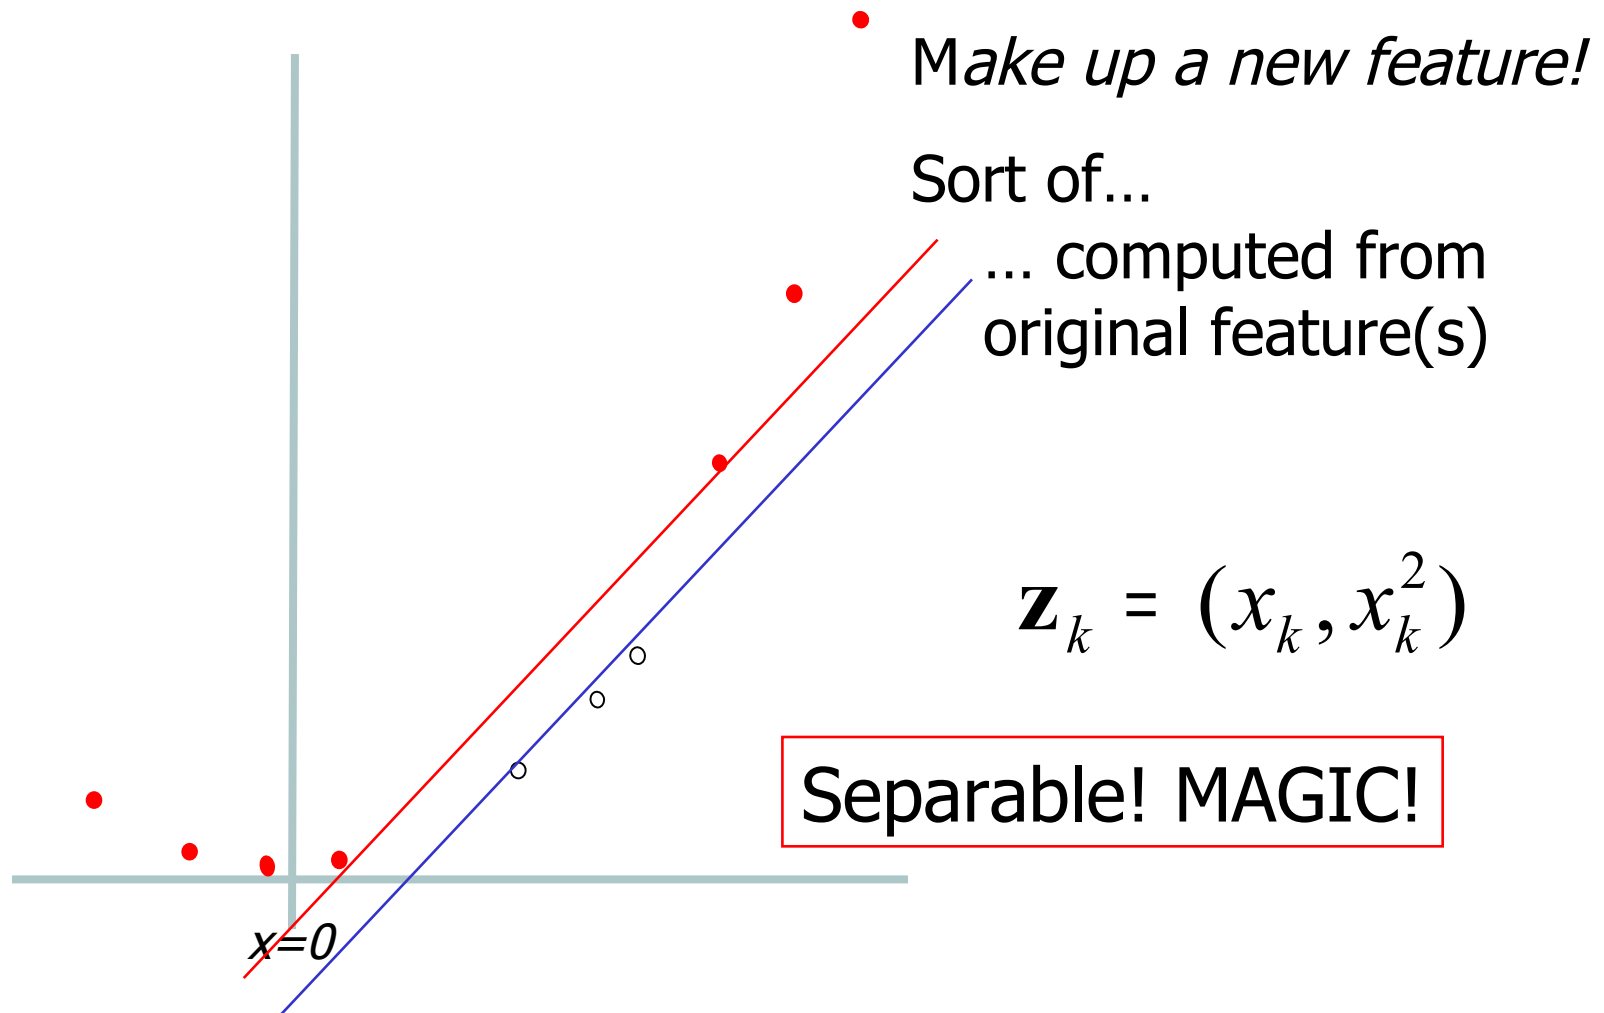 Make up a new feature!
Sort of...
... computed from
original feature(s)
𝐳ₖ = (xₖ, xₖ²)
Separable! MAGIC!
x=0